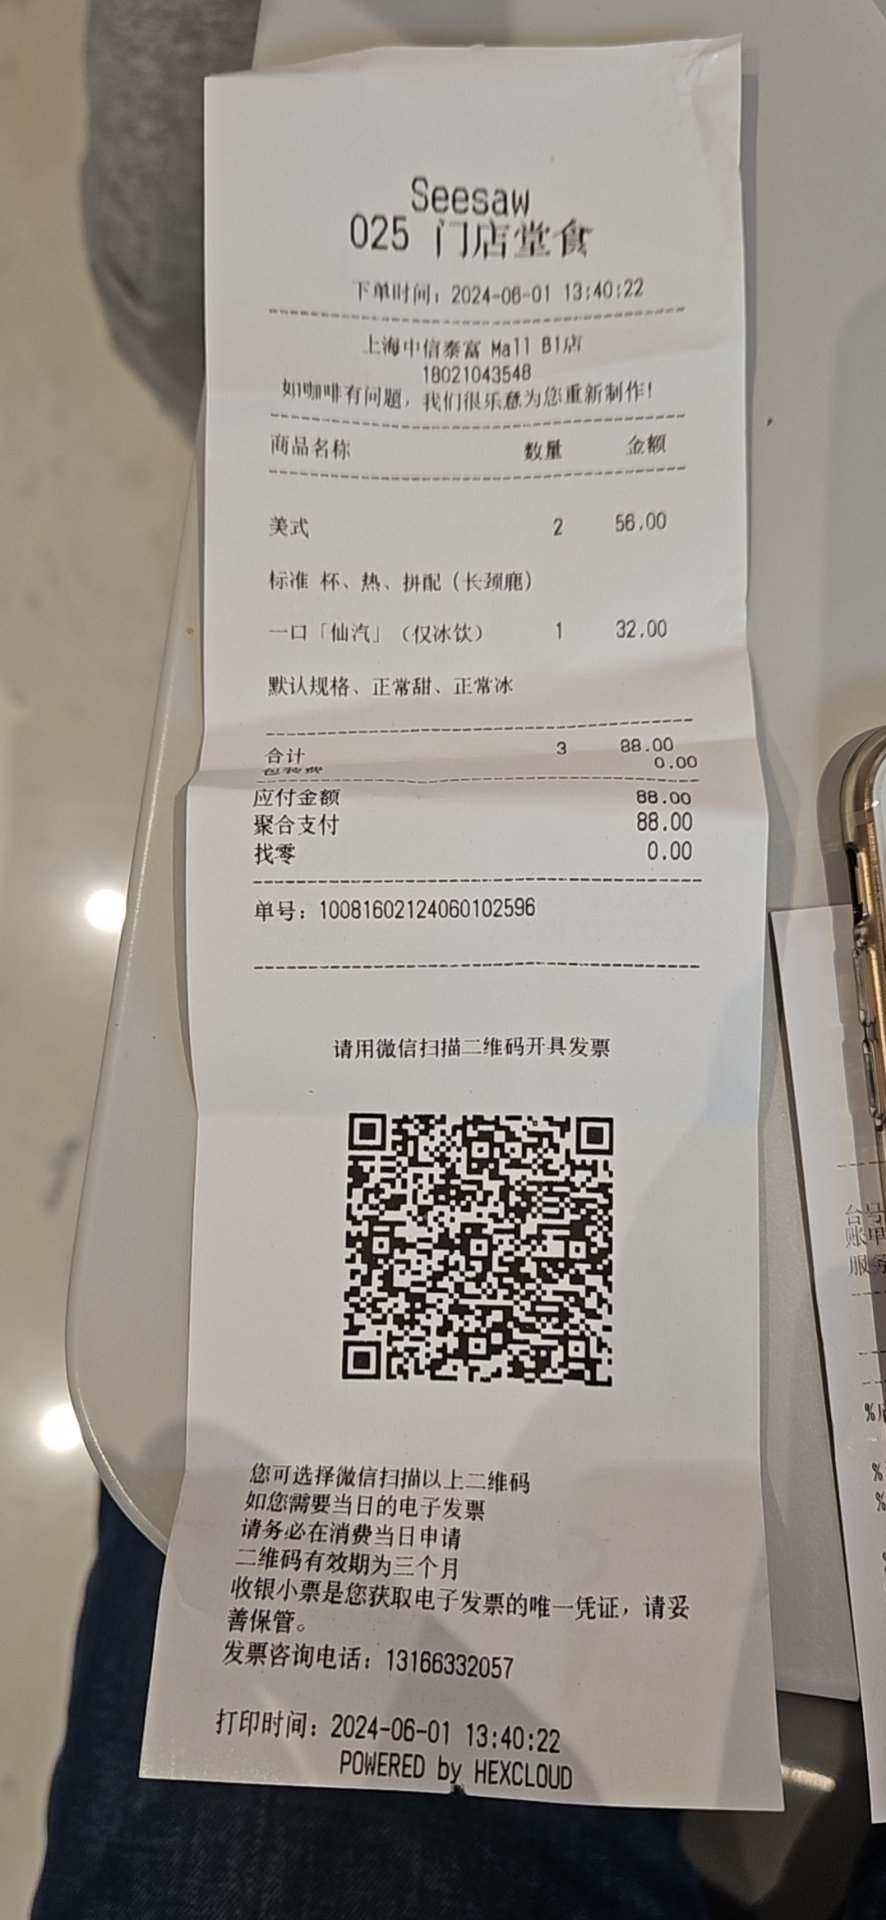 Seesaw
025 门店堂食
下单时间：2024-06-01 13:40:22
上海中信泰富 Mall B1店
18021043548
如咖啡有问题，我们很乐意为您重新制作！
商品名称 数量 金额
美式 2 56.00
标准 杯、热、拼配（长颈鹿）
一口「仙汽」（仅冰饮） 1 32.00
默认规格、正常甜、正常冰
合计 3 88.00
包装费 0.00
应付金额 88.00
聚合支付 88.00
找零 0.00
单号：10081602124060102596
请用微信扫描二维码开具发票
您可选择微信扫描以上二维码
如您需要当日的电子发票
请务必在消费当日申请
二维码有效期为三个月
收银小票是您获取电子发票的唯一凭证，请妥
善保管。
发票咨询电话：13166332057
打印时间：2024-06-01 13:40:22
POWERED by HEXCLOUD
台号
账单
服务
%
%
%